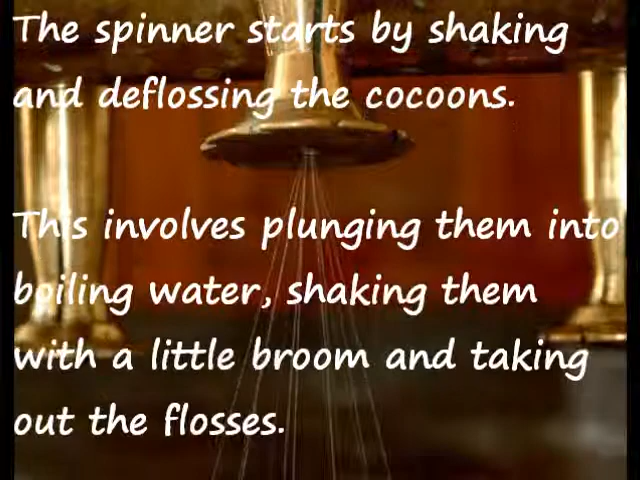 The spinner starts by shaking
and deflossing the cocoons.
This involves plunging them into
boiling water, shaking them
with a little broom and taking
out the flosses.